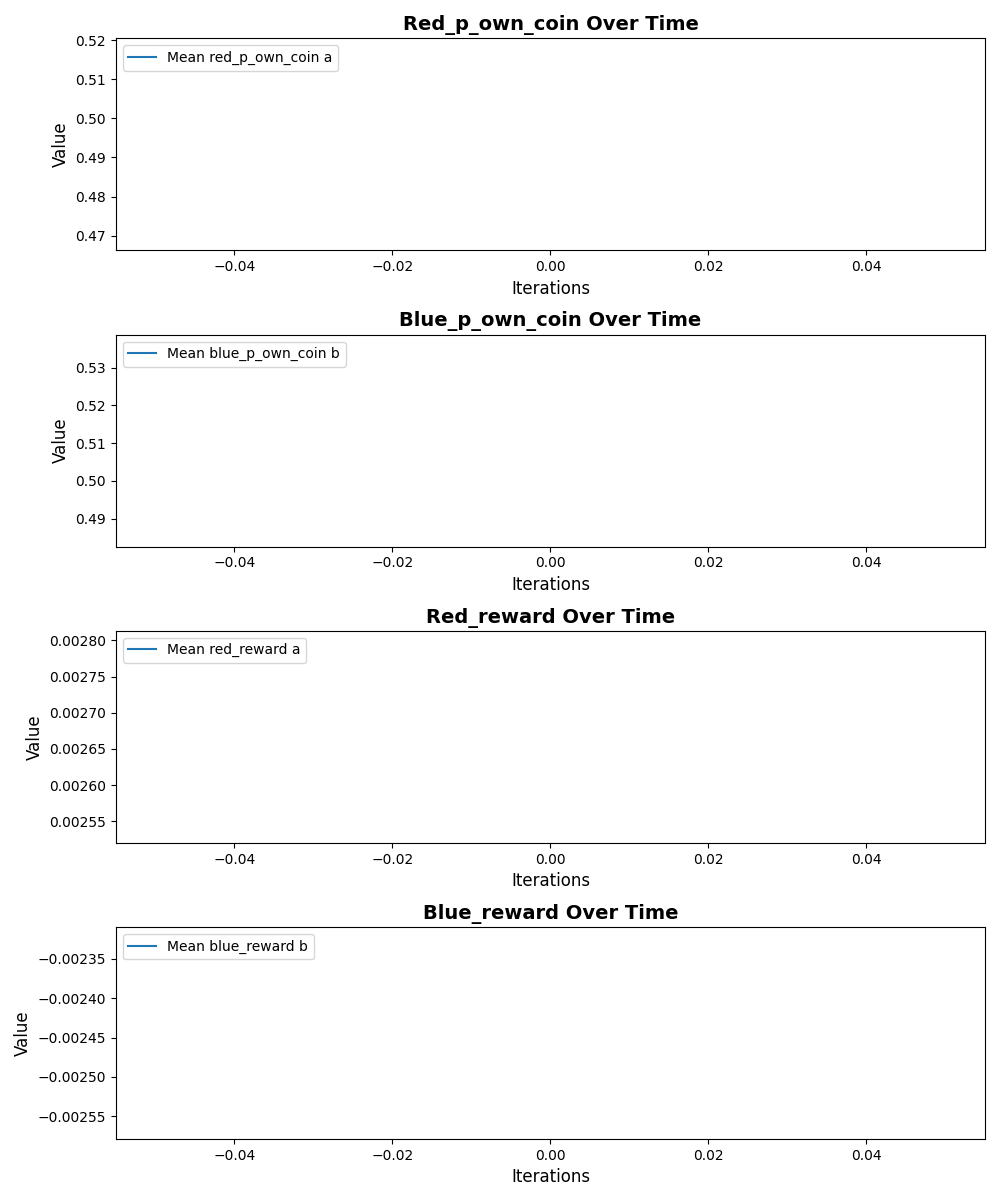 Red_p_own_coin Over Time
Mean red_p_own_coin a
Value
0.52
0.51
0.50
0.49
0.48
0.47
−0.04 −0.02 0.00 0.02 0.04
Iterations
Blue_p_own_coin Over Time
Mean blue_p_own_coin b
Value
0.53
0.52
0.51
0.50
0.49
−0.04 −0.02 0.00 0.02 0.04
Iterations
Red_reward Over Time
Mean red_reward a
Value
0.00280
0.00275
0.00270
0.00265
0.00260
0.00255
−0.04 −0.02 0.00 0.02 0.04
Iterations
Blue_reward Over Time
Mean blue_reward b
Value
−0.00235
−0.00240
−0.00245
−0.00250
−0.00255
−0.04 −0.02 0.00 0.02 0.04
Iterations